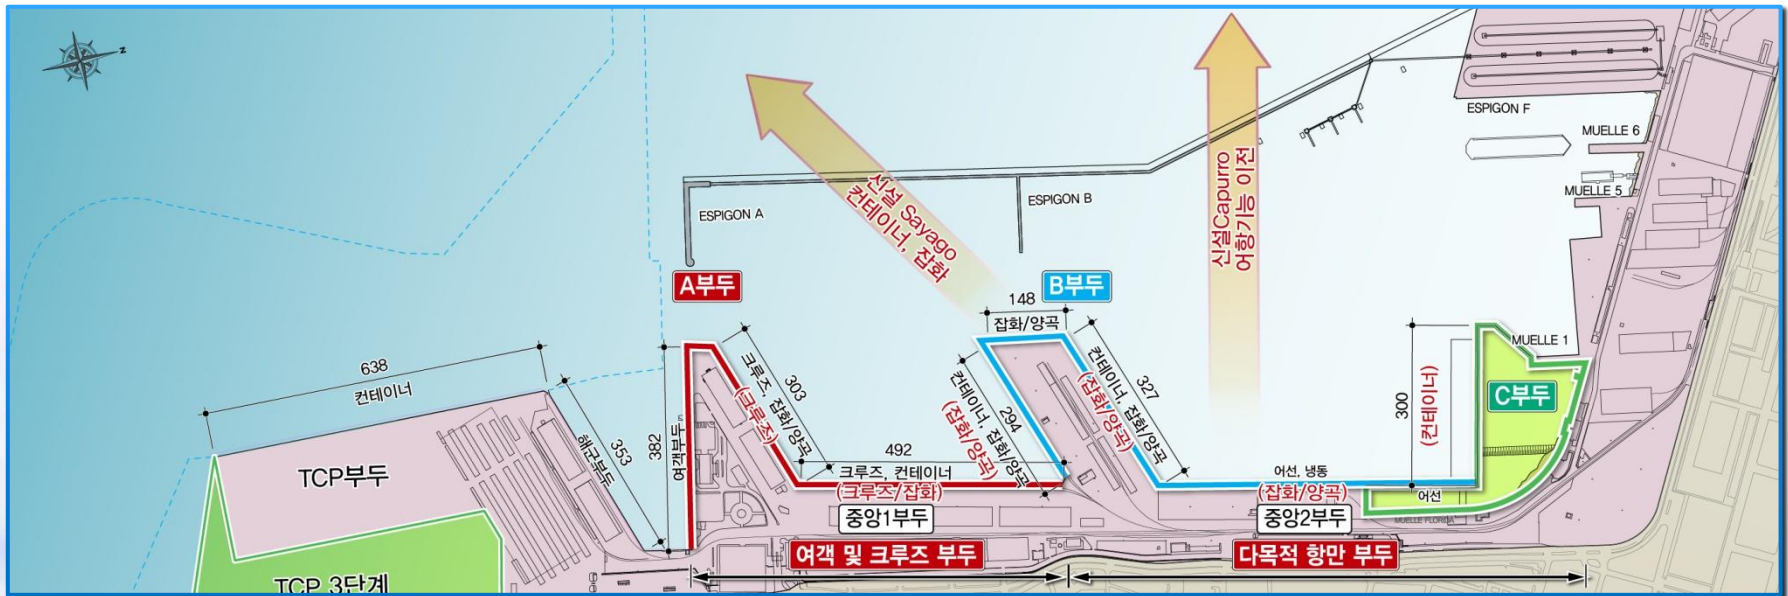 z
ESPIGON F
MUELLE 6
MUELLE 5
ESPIGON A
ESPIGON B
신설 Sayago
컨테이너, 잡화
신설Capurro
어항기능 이전
A부두
B부두
148
잡화/양곡
638
컨테이너
353
해군부두
382
여객부두
303
크루즈, 잡화/양곡
(크루즈)
492
크루즈, 컨테이너
(크루즈/잡화)
294
컨테이너, 잡화/양곡
(잡화/양곡)
327
컨테이너, 잡화/양곡
(잡화/양곡)
300
(컨테이너)
MUELLE 1
C부두
어선, 냉동
(잡화/양곡)
어선
MUELLE FLORIDA
TCP부두
TCP 3단계
중앙1부두
중앙2부두
여객 및 크루즈 부두
다목적 항만 부두